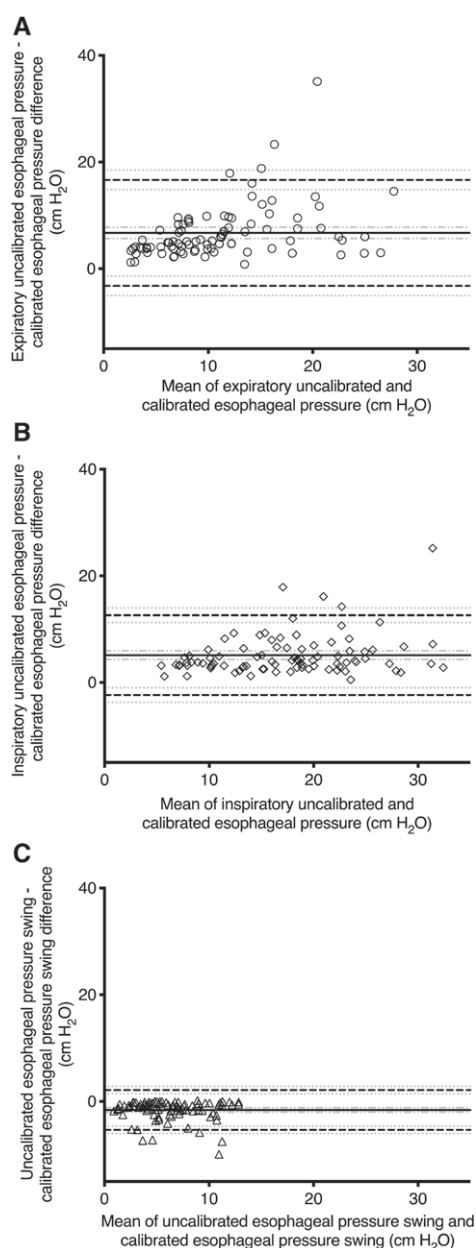 A
40
20
0
0
10
20
30
Expiratory uncalibrated esophageal pressure -
calibrated esophageal pressure difference
(cm H₂O)
Mean of expiratory uncalibrated and
calibrated esophageal pressure (cm H₂O)
B
40
20
0
0
10
20
30
Inspiratory uncalibrated esophageal pressure -
calibrated esophageal pressure difference
(cm H₂O)
Mean of inspiratory uncalibrated and
calibrated esophageal pressure (cm H₂O)
C
40
20
0
0
10
20
30
Uncalibrated esophageal pressure swing -
calibrated esophageal pressure swing difference
(cm H₂O)
Mean of uncalibrated esophageal pressure swing and
calibrated esophageal pressure swing (cm H₂O)